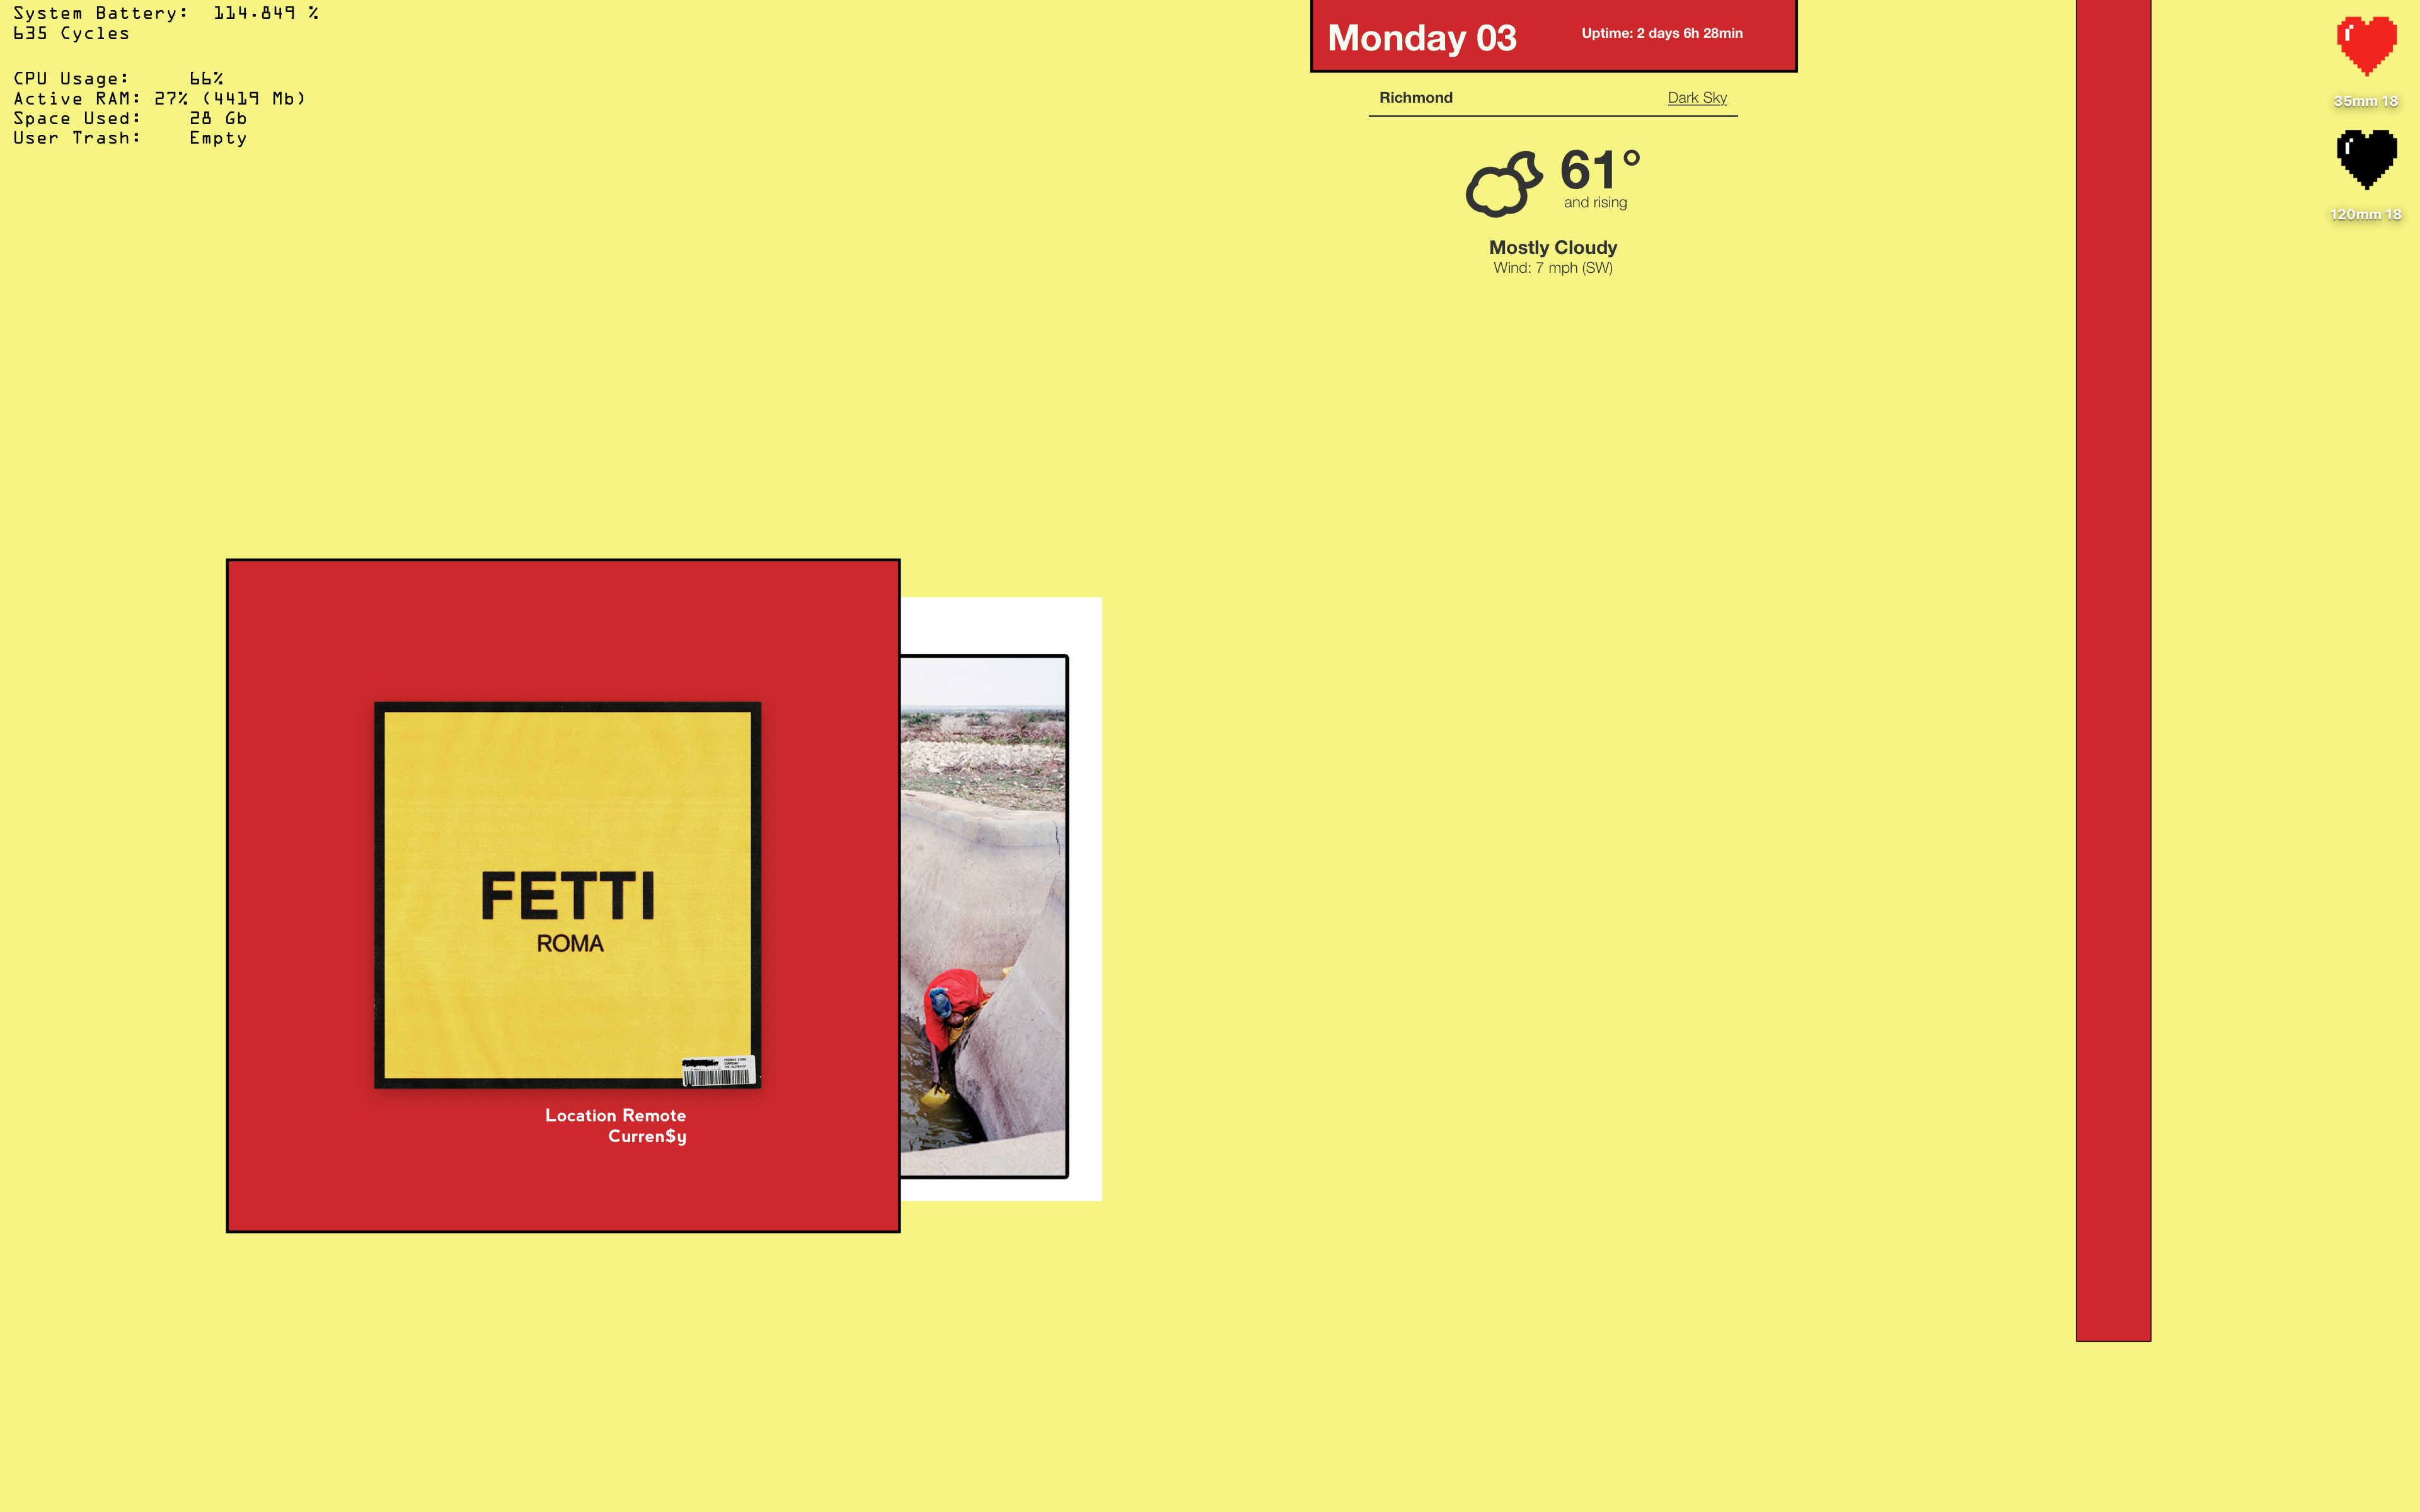 System Battery:  114.849 %
635 Cycles
CPU Usage:     66%
Active RAM: 27% (4419 Mb)
Space Used:    28 Gb
User Trash:    Empty
Monday 03
Uptime: 2 days 6h 28min
Richmond
Dark Sky
61°
and rising
Mostly Cloudy
Wind: 7 mph (SW)
35mm 18
120mm 18
FETTI
ROMA
Location Remote
Curren$y